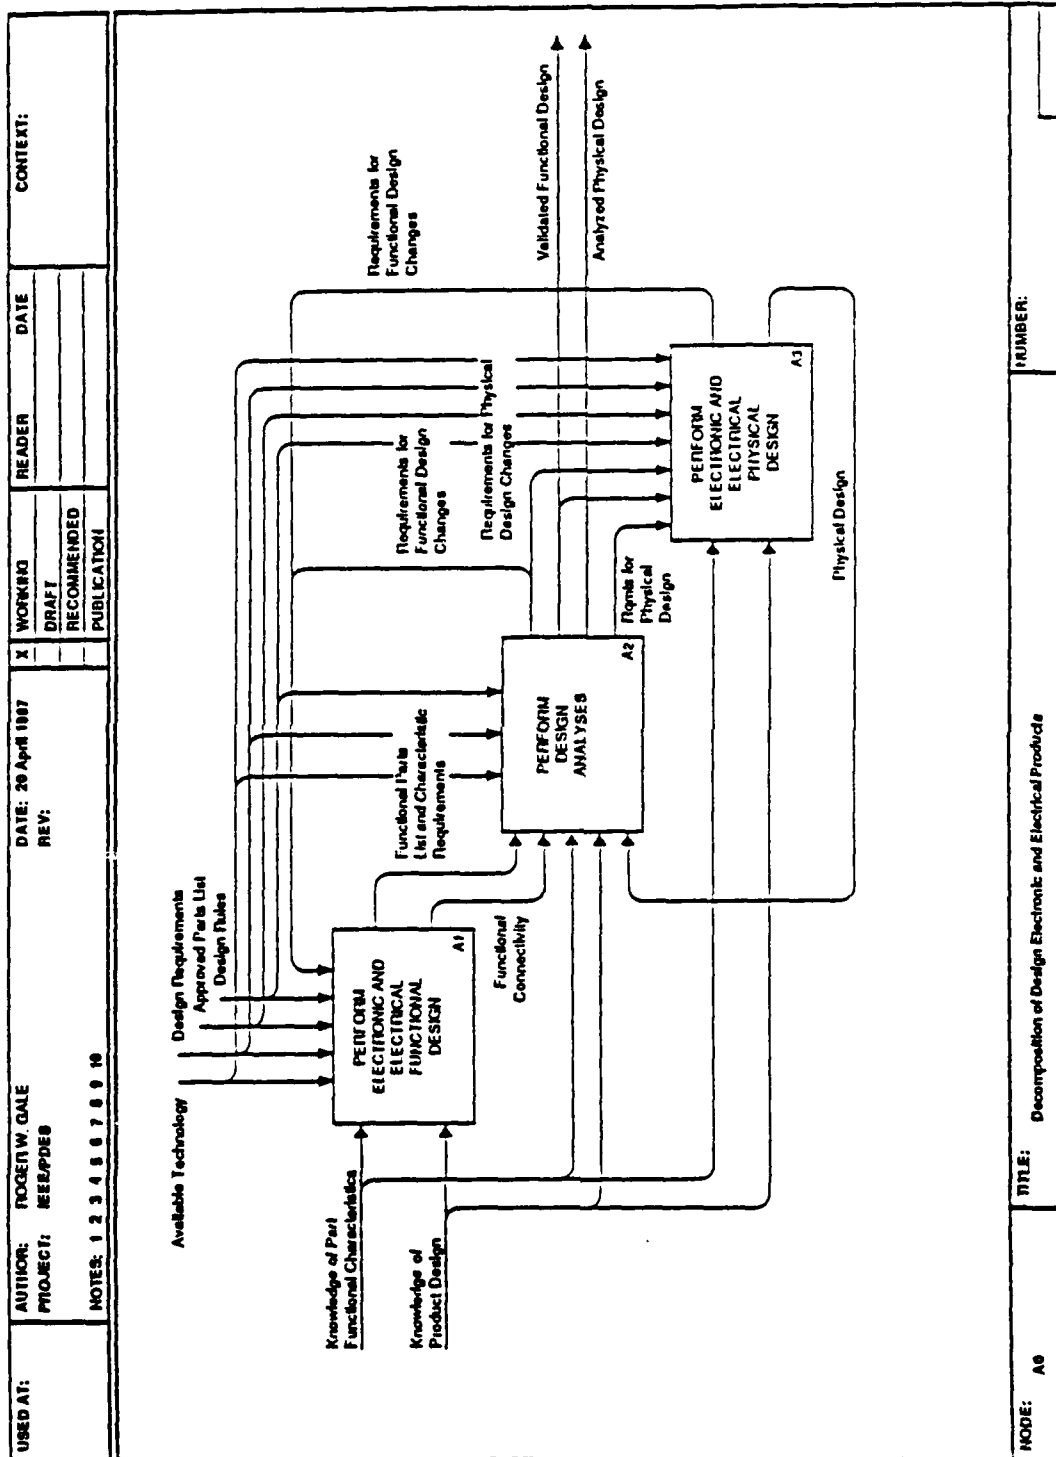 USED AT:
AUTHOR: ROGER W. GALE
PROJECT: IEEE/PDES
NOTES: 1 2 3 4 5 6 7 8 9 10
DATE: 20 April 1987
REV:
X WORKING
DRAFT
RECOMMENDED
PUBLICATION
READER DATE
CONTEXT:
Available Technology
Design Requirements
Approved Parts List
Design Rules
Knowledge of Part
Functional Characteristics
Knowledge of
Product Design
PERFORM
ELECTRONIC AND
ELECTRICAL
FUNCTIONAL
DESIGN
A1
Functional Parts
List and Characteristic
Requirements
Functional
Connectivity
PERFORM
DESIGN
ANALYSES
A2
Requirements for
Functional Design
Changes
Requirements for Physical
Design Changes
Rqmts for
Physical
Design
Requirements for
Functional Design
Changes
PERFORM
ELECTRONIC AND
ELECTRICAL
PHYSICAL
DESIGN
A3
Physical Design
Validated Functional Design
Analyzed Physical Design
NODE: A0
TITLE: Decomposition of Design Electronic and Electrical Products
NUMBER: